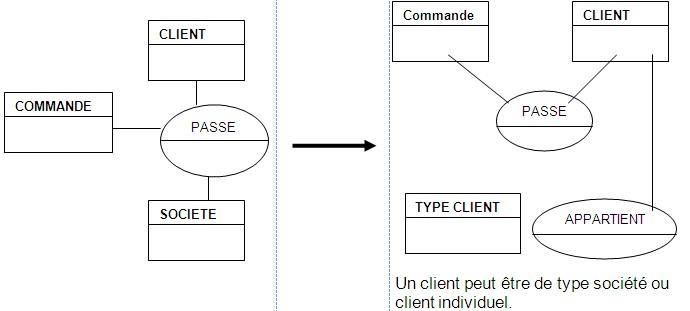 CLIENT
COMMANDE
PASSE
SOCIETE
Commande
CLIENT
PASSE
TYPE CLIENT
APPARTIENT
Un client peut être de type société ou
client individuel.